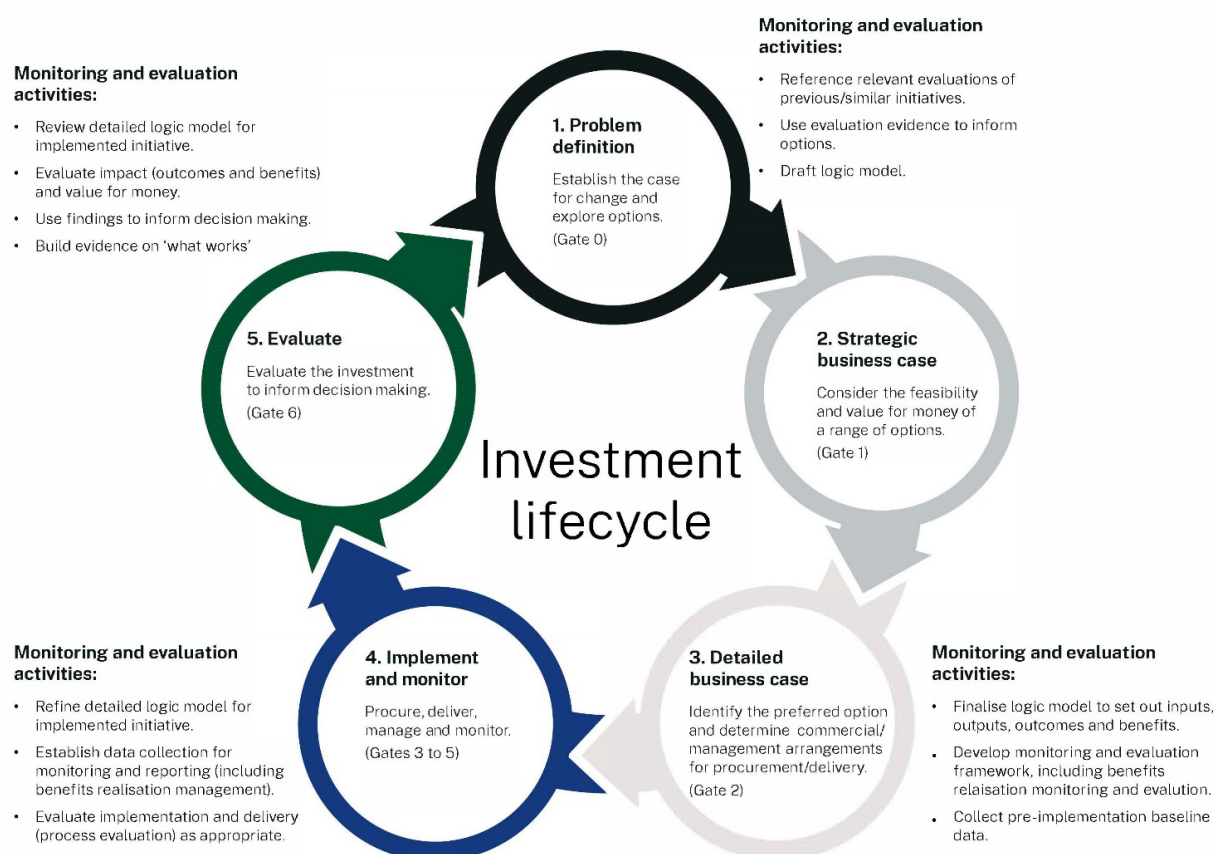 Monitoring and evaluation
activities:
• Reference relevant evaluations of
previous/similar initiatives.
• Use evaluation evidence to inform
options.
• Draft logic model.
Monitoring and evaluation
activities:
• Review detailed logic model for
implemented initiative.
• Evaluate impact (outcomes and benefits)
and value for money.
• Use findings to inform decision making.
• Build evidence on ‘what works’
1. Problem
definition
Establish the case
for change and
explore options.
(Gate 0)
2. Strategic
business case
Consider the feasibility
and value for money of
a range of options.
(Gate 1)
5. Evaluate
Evaluate the investment
to inform decision making.
(Gate 6)
Investment
lifecycle
3. Detailed
business case
Identify the preferred option
and determine commercial/
management arrangements
for procurement/delivery.
(Gate 2)
4. Implement
and monitor
Procure, deliver,
manage and monitor.
(Gates 3 to 5)
Monitoring and evaluation
activities:
• Refine detailed logic model for
implemented initiative.
• Establish data collection for
monitoring and reporting (including
benefits realisation management).
• Evaluate implementation and delivery
(process evaluation) as appropriate.
Monitoring and evaluation
activities:
• Finalise logic model to set out inputs,
outputs, outcomes and benefits.
• Develop monitoring and evaluation
framework, including benefits
relaisation monitoring and evalution.
• Collect pre-implementation baseline
data.